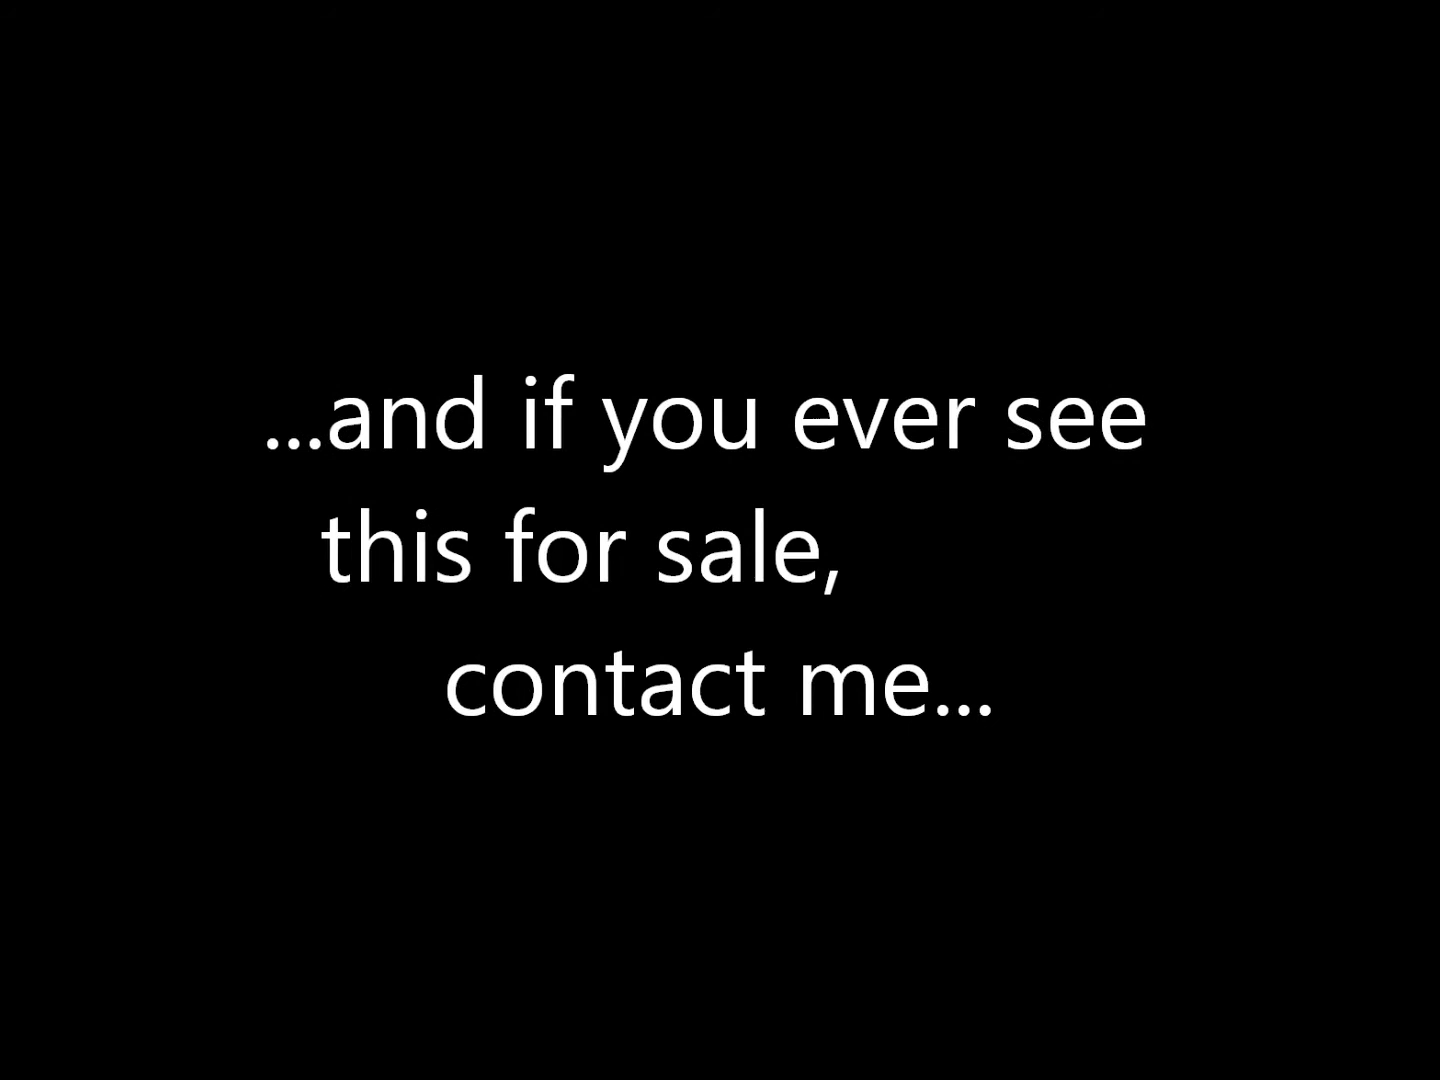 ...and if you ever see
this for sale,
contact me...